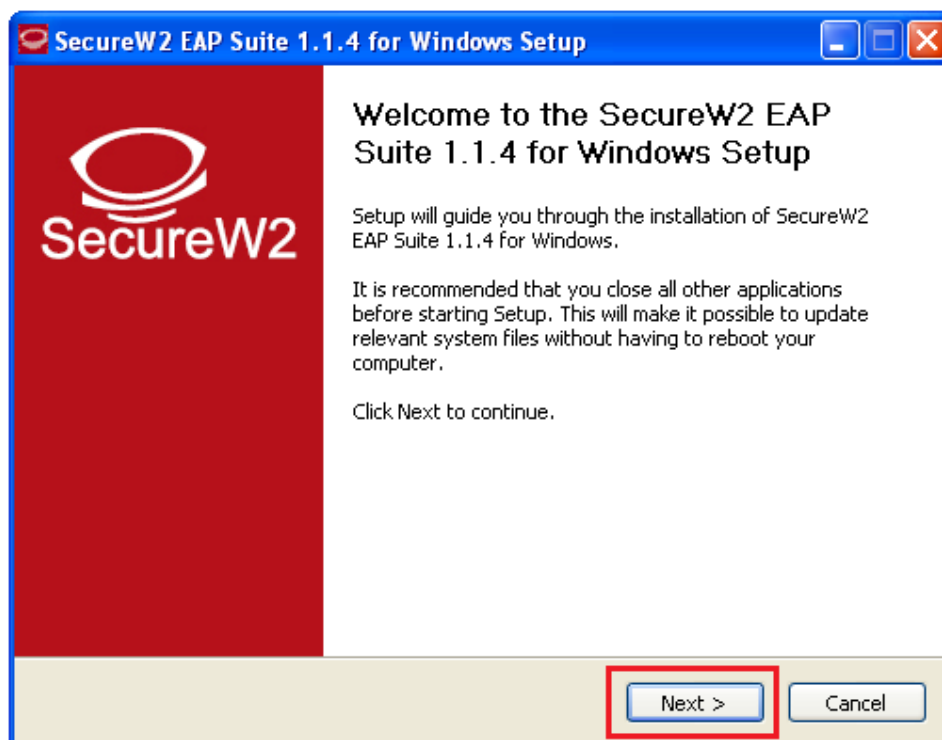 SecureW2 EAP Suite 1.1.4 for Windows Setup
SecureW2
Welcome to the SecureW2 EAP
Suite 1.1.4 for Windows Setup
Setup will guide you through the installation of SecureW2
EAP Suite 1.1.4 for Windows.
It is recommended that you close all other applications
before starting Setup. This will make it possible to update
relevant system files without having to reboot your
computer.
Click Next to continue.
Next >
Cancel